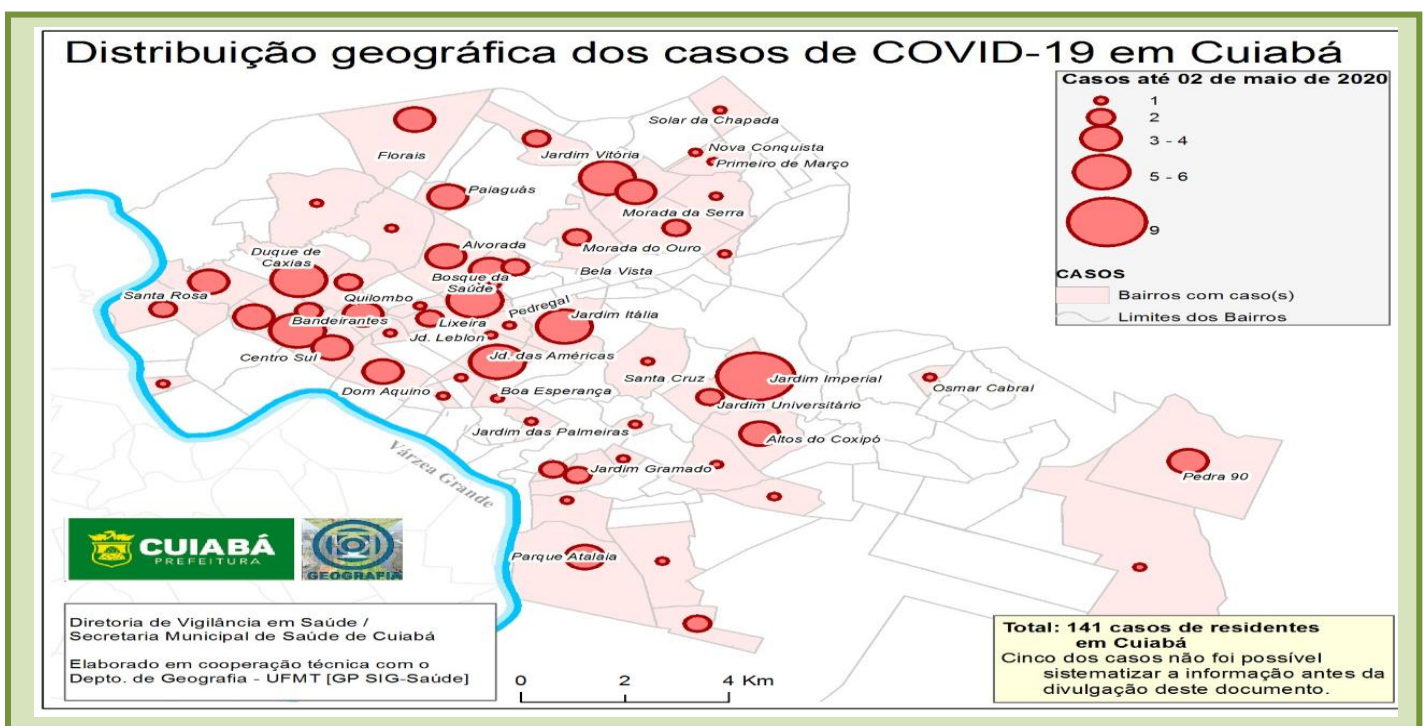 Distribuição geográfica dos casos de COVID-19 em Cuiabá
Casos até 02 de maio de 2020
1
2
3 - 4
5 - 6
9
CASOS
Bairros com caso(s)
Limites dos Bairros
Solar da Chapada
Florais
Jardim Vitória
Nova Conquista
Primeiro de Março
Paiaguás
Morada da Serra
Duque de
Caxias
Alvorada
Morada do Ouro
Bela Vista
Bosque da
Saúde
Santa Rosa
Quilombo
Pedregal
Bandeirantes
Lixeira
Jardim Itália
Jd. Leblon
Centro Sul
Jd. das Américas
Dom Aquino
Boa Esperança
Santa Cruz
Jardim Imperial
Osmar Cabral
Jardim Universitário
Jardim das Palmeiras
Altos do Coxipó
Várzea Grande
Jardim Gramado
Pedra 90
Parque Atalaia
CUIABÁ
PREFEITURA
GEOGRAFIA
Diretoria de Vigilância em Saúde /
Secretaria Municipal de Saúde de Cuiabá
Elaborado em cooperação técnica com o
Depto. de Geografia - UFMT [GP SIG-Saúde]
0 2 4 Km
Total: 141 casos de residentes
em Cuiabá
Cinco dos casos não foi possível
sistematizar a informação antes da
divulgação deste documento.